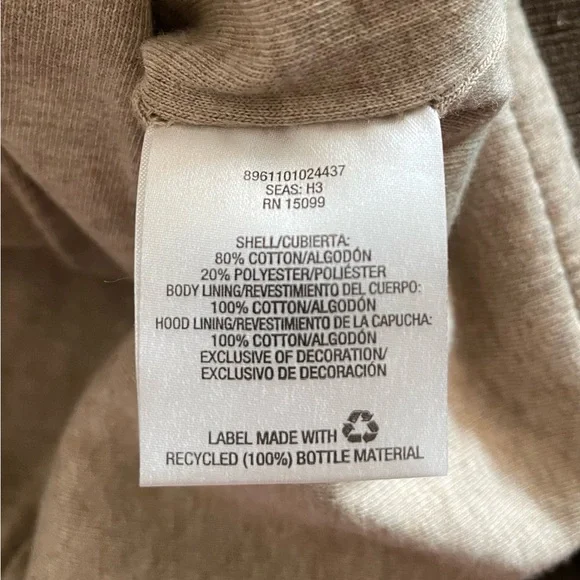 8961101024437
SEAS: H3
RN 15099
SHELL/CUBIERTA:
80% COTTON/ALGODÓN
20% POLYESTER/POLIÉSTER
BODY LINING/REVESTIMIENTO DEL CUERPO:
100% COTTON/ALGODÓN
HOOD LINING/REVESTIMIENTO DE LA CAPUCHA:
100% COTTON/ALGODÓN
EXCLUSIVE OF DECORATION/
EXCLUSIVO DE DECORACIÓN
LABEL MADE WITH
RECYCLED (100%) BOTTLE MATERIAL